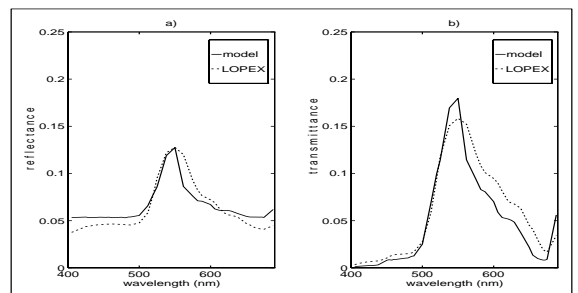 a)
0.25
0.2
0.15
0.1
0.05
0
reflectance
model
LOPEX
400
500
600
wavelength (nm)
b)
0.25
0.2
0.15
0.1
0.05
0
transmittance
model
LOPEX
400
500
600
wavelength (nm)